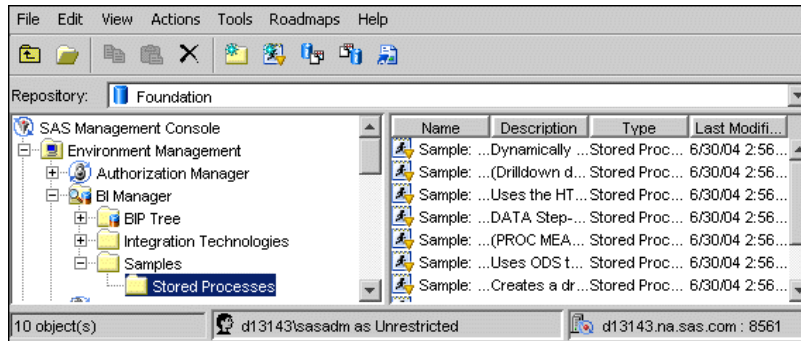 File Edit View Actions Tools Roadmaps Help
Repository: Foundation
SAS Management Console
Environment Management
Authorization Manager
BI Manager
BIP Tree
Integration Technologies
Samples
Stored Processes
Name Description Type Last Modifi...
Sample: ... Dynamically ... Stored Proc... 6/30/04 2:56...
Sample: ... (Drilldown d... Stored Proc... 6/30/04 2:56...
Sample: ... Uses the HT... Stored Proc... 6/30/04 2:56...
Sample: ... DATA Step-... Stored Proc... 6/30/04 2:56...
Sample: ... (PROC MEA... Stored Proc... 6/30/04 2:56...
Sample: ... Uses ODS t... Stored Proc... 6/30/04 2:56...
Sample: ... Creates a dr... Stored Proc... 6/30/04 2:56...
10 object(s) d13143\sasadm as Unrestricted d13143.na.sas.com : 8561